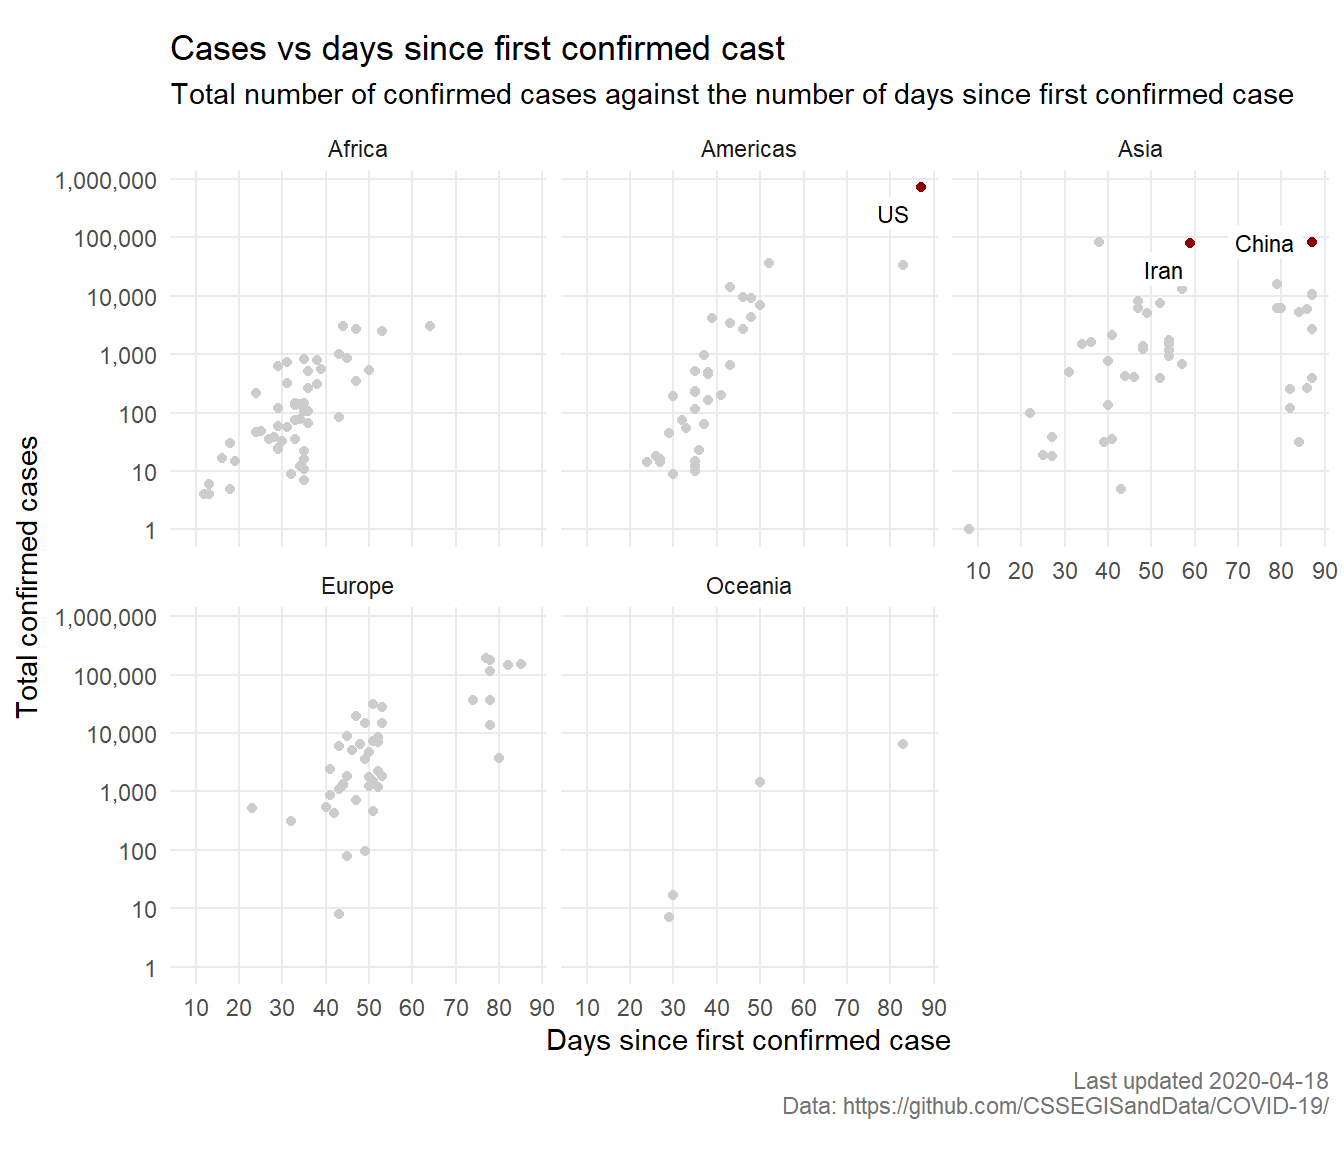 Cases vs days since first confirmed cast
Total number of confirmed cases against the number of days since first confirmed case
Africa
Americas
Asia
1,000,000
100,000
10,000
1,000
100
10
1
US
Iran
China
10 20 30 40 50 60 70 80 90
Europe
Oceania
1,000,000
100,000
10,000
1,000
100
10
1
10 20 30 40 50 60 70 80 90
10 20 30 40 50 60 70 80 90
Total confirmed cases
Days since first confirmed case
Last updated 2020-04-18
Data: https://github.com/CSSEGISandData/COVID-19/